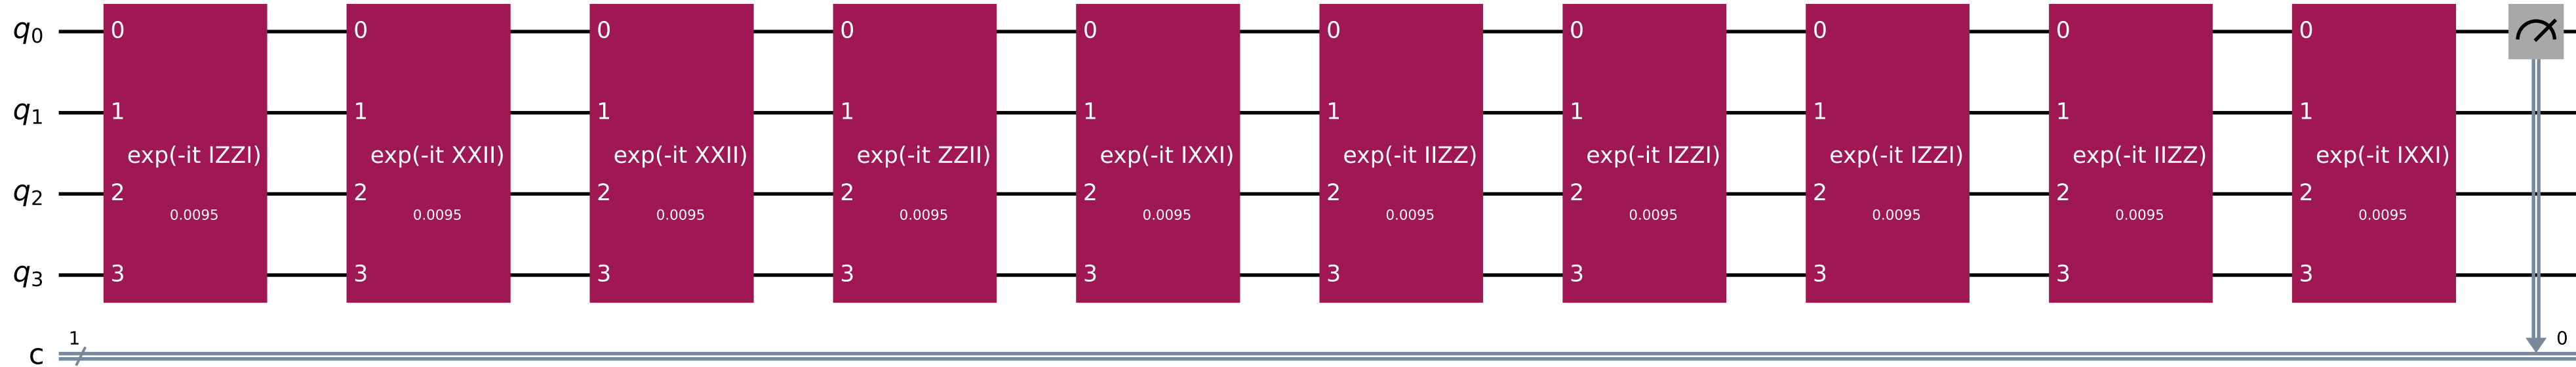 q0 0 0 0 0 0 0 0 0 0 0
q1 1 1 1 1 1 1 1 1 1 1
exp(-it IZZI) exp(-it XXII) exp(-it XXII) exp(-it ZZII) exp(-it IXXI) exp(-it IIZZ) exp(-it IZZI) exp(-it IZZI) exp(-it IIZZ) exp(-it IXXI)
q2 2 2 2 2 2 2 2 2 2 2
0.0095 0.0095 0.0095 0.0095 0.0095 0.0095 0.0095 0.0095 0.0095 0.0095
q3 3 3 3 3 3 3 3 3 3 3
1 0
c